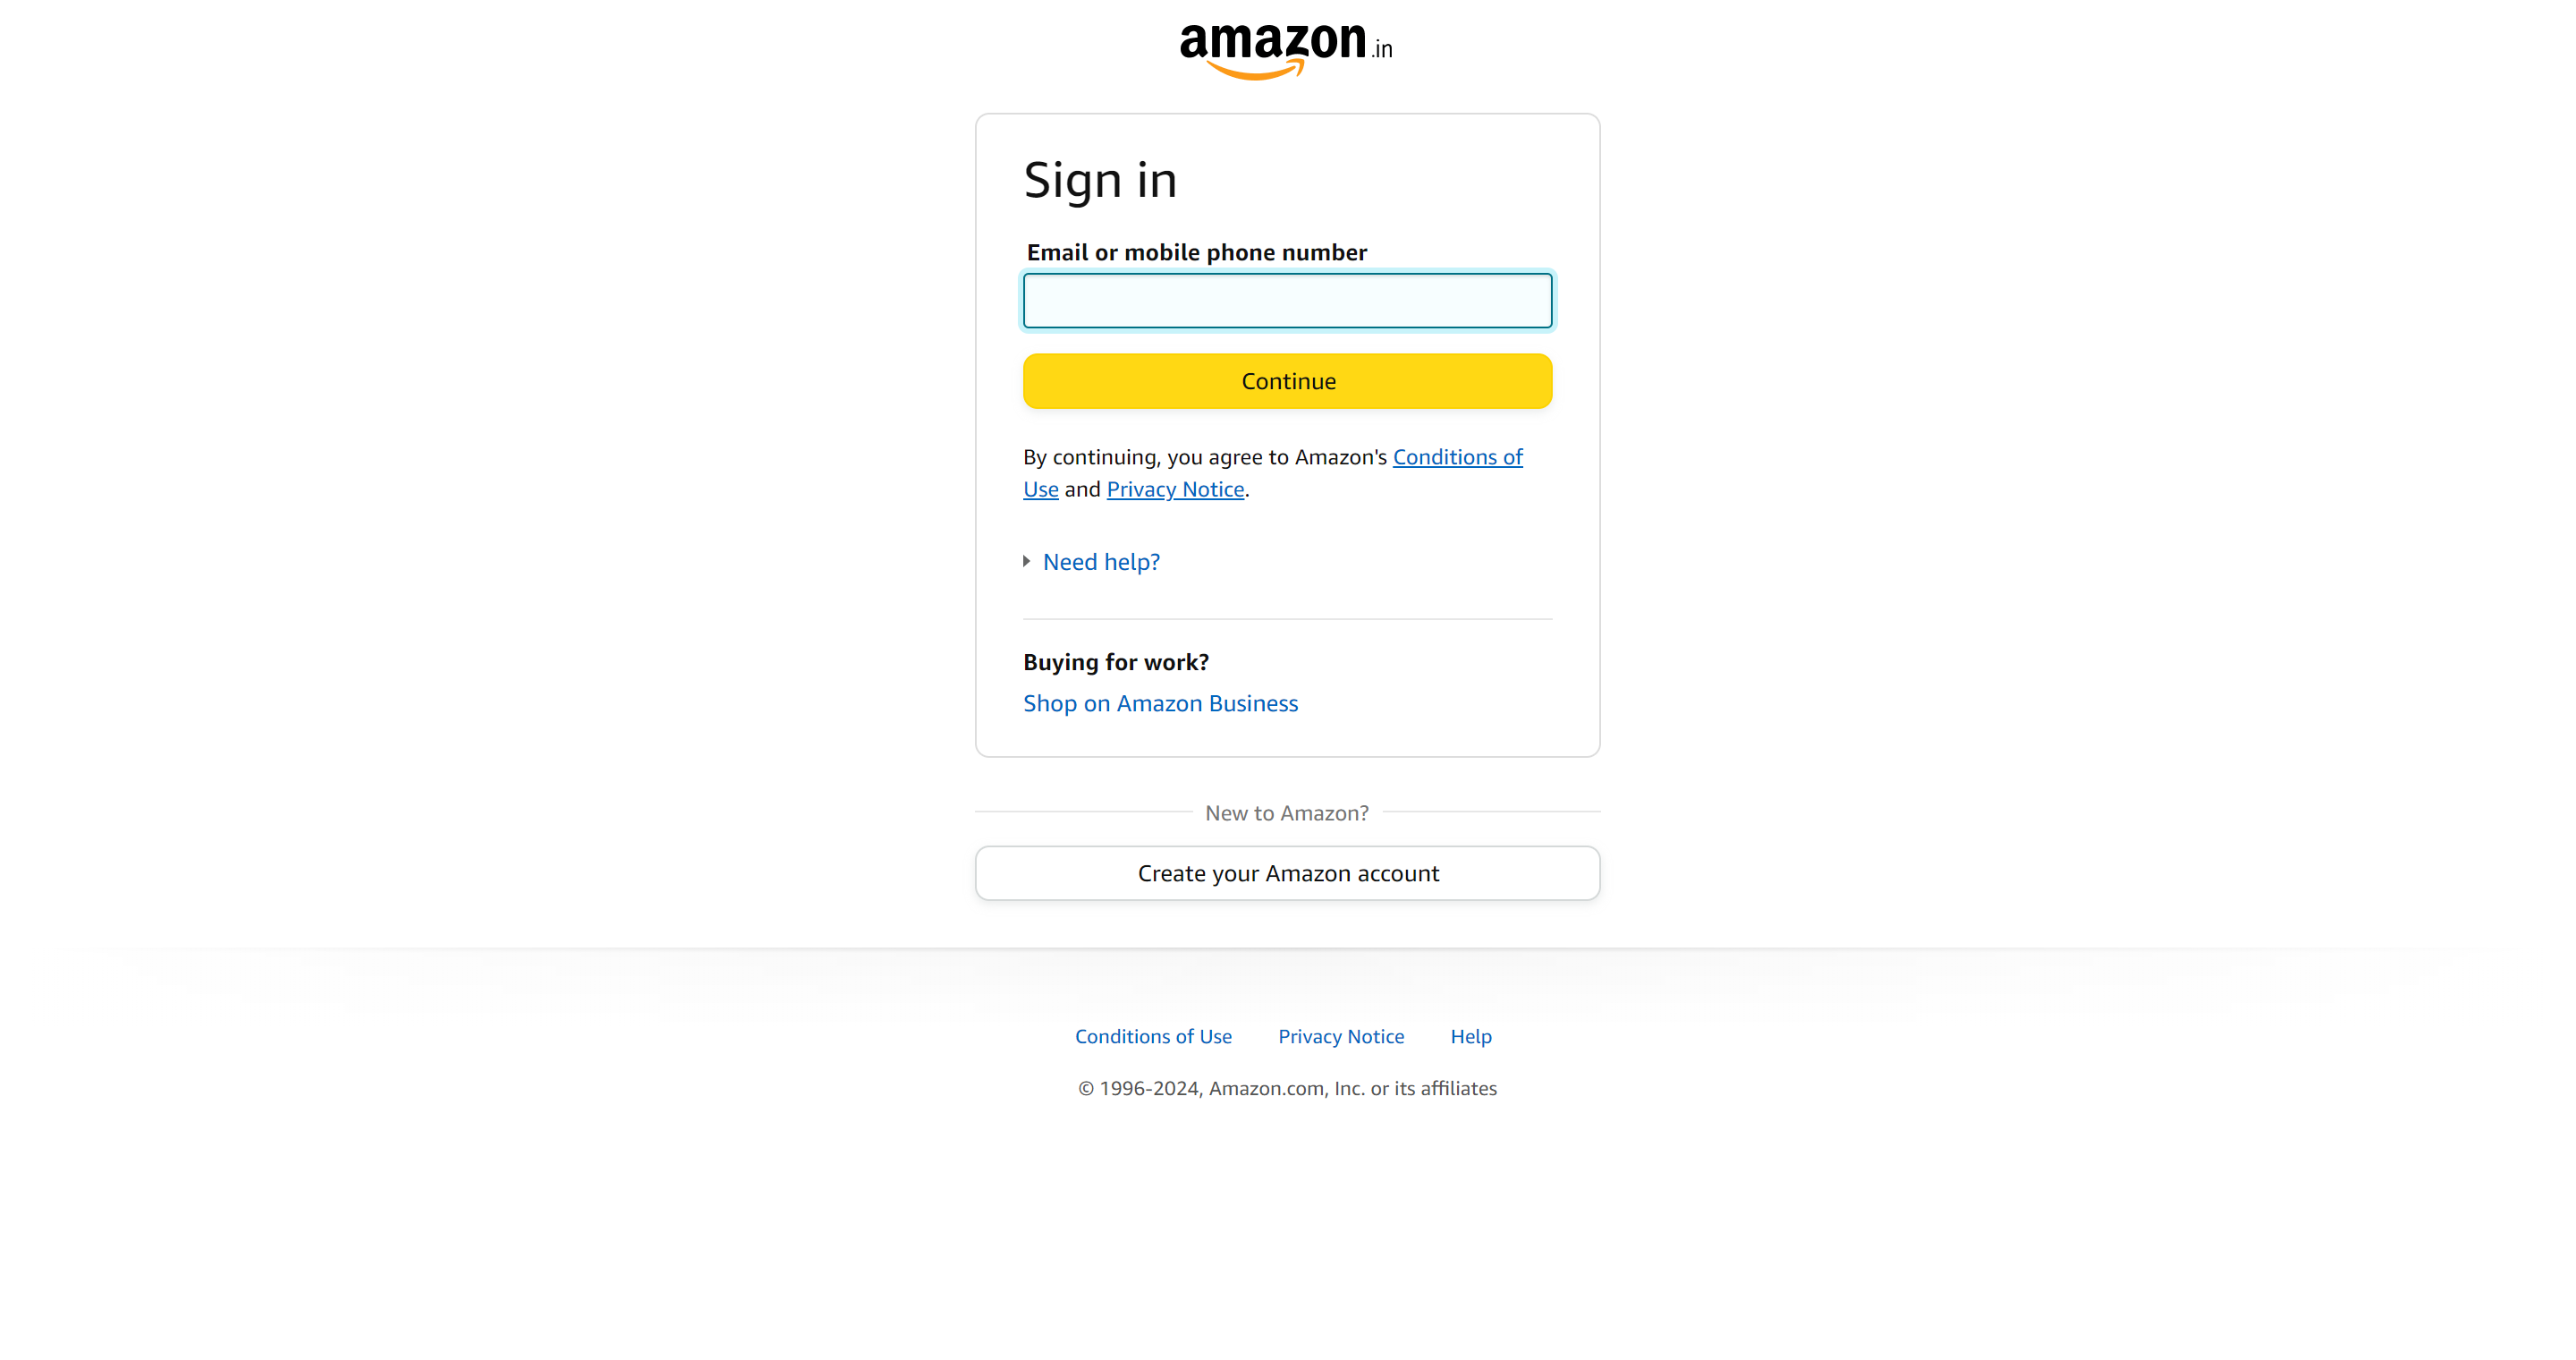 amazon.in
Sign in
Email or mobile phone number
Continue
By continuing, you agree to Amazon's Conditions of
Use and Privacy Notice.
Need help?
Buying for work?
Shop on Amazon Business
New to Amazon?
Create your Amazon account
Conditions of Use Privacy Notice Help
© 1996-2024, Amazon.com, Inc. or its affiliates